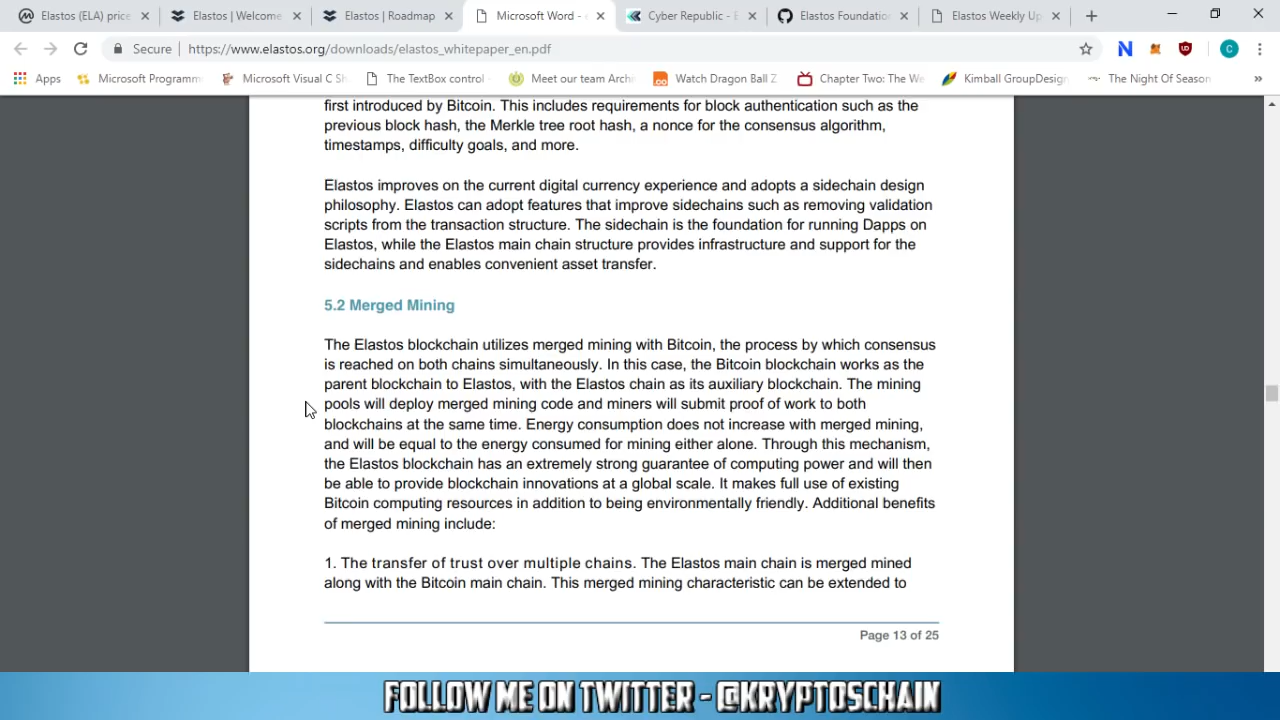 Elastos (ELA) price
Elastos | Welcome
Elastos | Roadmap
Microsoft Word -
Cyber Republic - E
Elastos Foundatio
Elastos Weekly Up
Secure
https://www.elastos.org/downloads/elastos_whitepaper_en.pdf
Apps
Microsoft Programm
Microsoft Visual C Sh
The TextBox control -
Meet our team Archi
Watch Dragon Ball Z
Chapter Two: The We
Kimball GroupDesign
The Night Of Season
first introduced by Bitcoin. This includes requirements for block authentication such as the
previous block hash, the Merkle tree root hash, a nonce for the consensus algorithm,
timestamps, difficulty goals, and more.
Elastos improves on the current digital currency experience and adopts a sidechain design
philosophy. Elastos can adopt features that improve sidechains such as removing validation
scripts from the transaction structure. The sidechain is the foundation for running Dapps on
Elastos, while the Elastos main chain structure provides infrastructure and support for the
sidechains and enables convenient asset transfer.
5.2 Merged Mining
The Elastos blockchain utilizes merged mining with Bitcoin, the process by which consensus
is reached on both chains simultaneously. In this case, the Bitcoin blockchain works as the
parent blockchain to Elastos, with the Elastos chain as its auxiliary blockchain. The mining
pools will deploy merged mining code and miners will submit proof of work to both
blockchains at the same time. Energy consumption does not increase with merged mining,
and will be equal to the energy consumed for mining either alone. Through this mechanism,
the Elastos blockchain has an extremely strong guarantee of computing power and will then
be able to provide blockchain innovations at a global scale. It makes full use of existing
Bitcoin computing resources in addition to being environmentally friendly. Additional benefits
of merged mining include:
1. The transfer of trust over multiple chains. The Elastos main chain is merged mined
along with the Bitcoin main chain. This merged mining characteristic can be extended to
Page 13 of 25
FOLLOW ME ON TWITTER - @KRYPTOSCHAIN